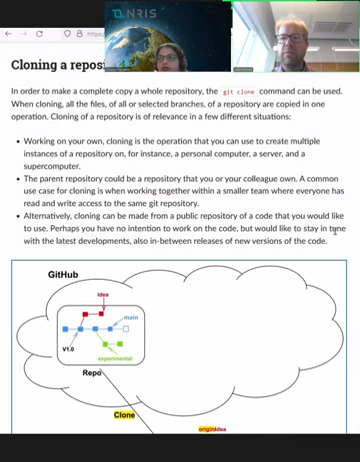 NRIS
https:
Cloning a repos
In order to make a complete copy a whole repository, the git clone command can be used.
When cloning, all the files, of all or selected branches, of a repository are copied in one
operation. Cloning of a repository is of relevance in a few different situations:
• Working on your own, cloning is the operation that you can use to create multiple
instances of a repository on, for instance, a personal computer, a server, and a
supercomputer.
• The parent repository could be a repository that you or your colleague own. A common
use case for cloning is when working together within a smaller team where everyone has
read and write access to the same git repository.
• Alternatively, cloning can be made from a public repository of a code that you would like
to use. Perhaps you have no intention to work on the code, but would like to stay in tune
with the latest developments, also in-between releases of new versions of the code.
GitHub
idea
main
V1.0
experimental
Repo
Clone
origin/idea